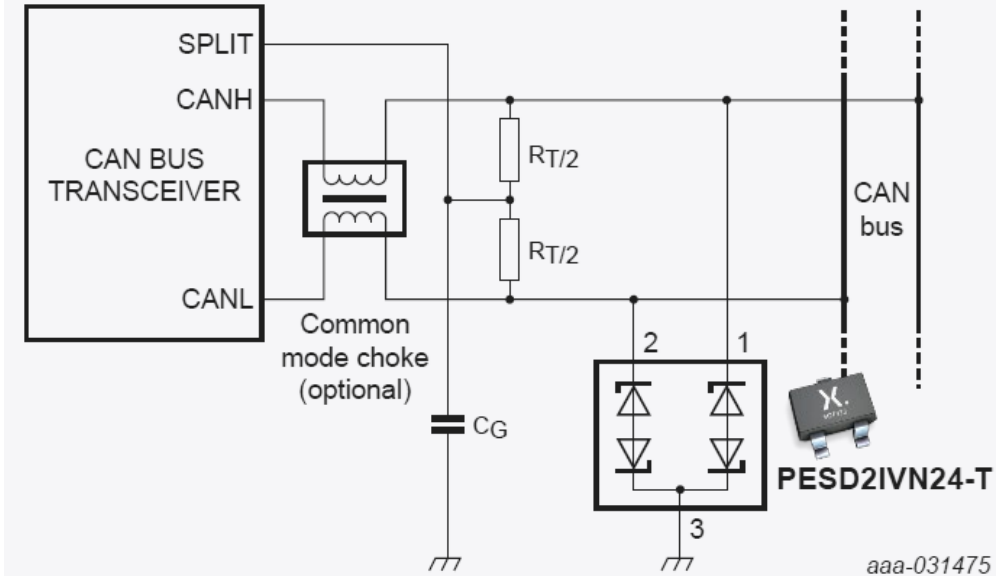 SPLIT
CANH
CAN BUS
TRANSCEIVER
CANL
Common
mode choke
(optional)
RT/2
RT/2
CG
CAN
bus
2
1
3
PESD2IVN24-T
aaa-031475